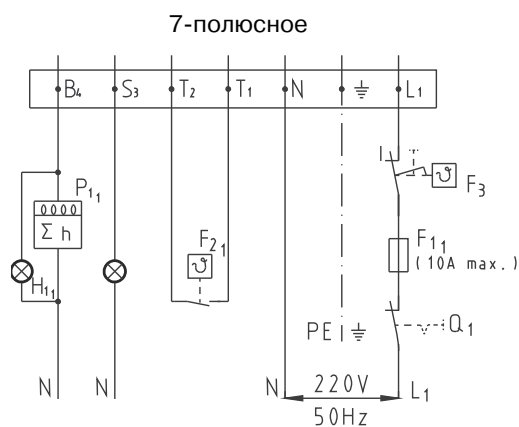 7-полюсное
B4 S3 T2 T1 N L1
P11
Σ h
H11
F21
ϑ
ϑ
F3
F11
(10A max.)
PE
Q1
N N N 220V L1
50Hz